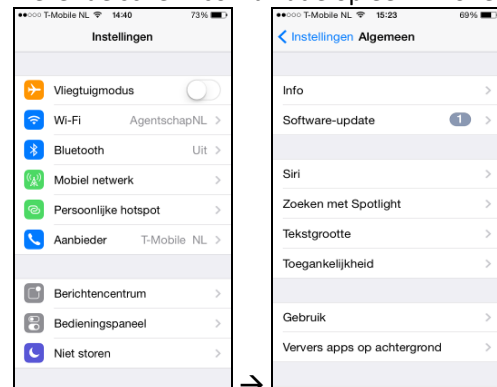 T-Mobile NL 14:40 73%
Instellingen
Vliegtuigmodus
Wi-Fi AgentschapNL >
Bluetooth Uit >
Mobiel netwerk >
Persoonlijke hotspot >
Aanbieder T-Mobile NL >
Berichtencentrum >
Bedieningspaneel >
Niet storen >
→
T-Mobile NL 15:23 69%
< Instellingen Algemeen
Info >
Software-update 1 >
Siri >
Zoeken met Spotlight >
Tekstgrootte >
Toegankelijkheid >
Gebruik >
Ververs apps op achtergrond >